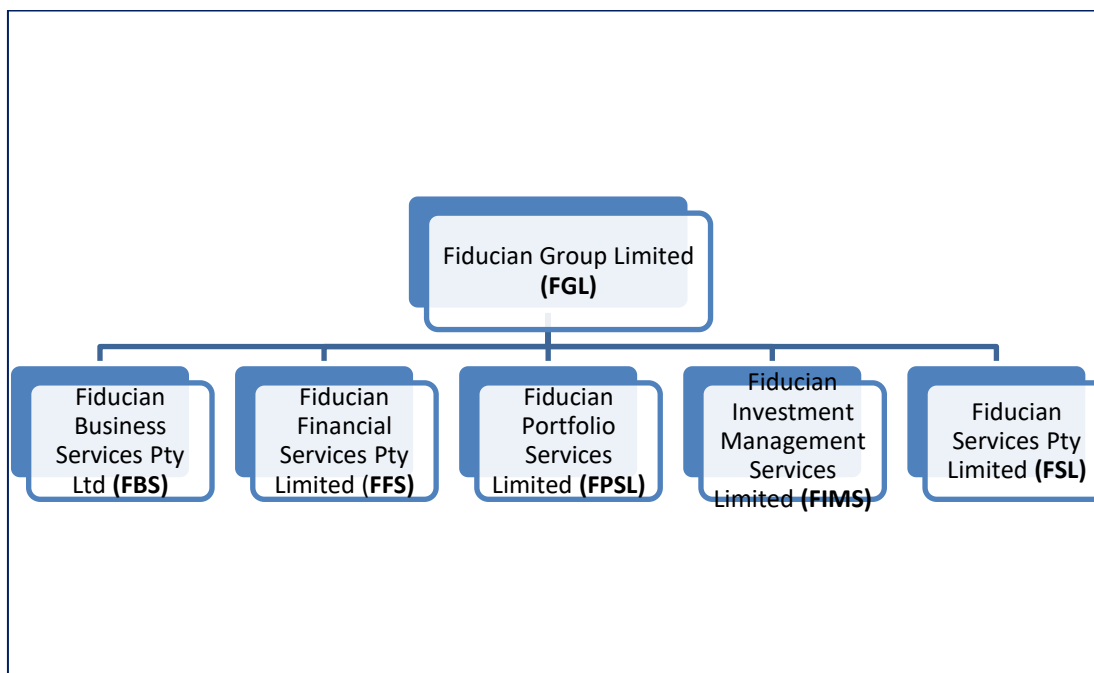 Fiducian Group Limited
(FGL)
Fiducian
Business
Services Pty
Ltd (FBS)
Fiducian
Financial
Services Pty
Limited (FFS)
Fiducian
Portfolio
Services
Limited (FPSL)
Fiducian
Investment
Management
Services
Limited (FIMS)
Fiducian
Services Pty
Limited (FSL)